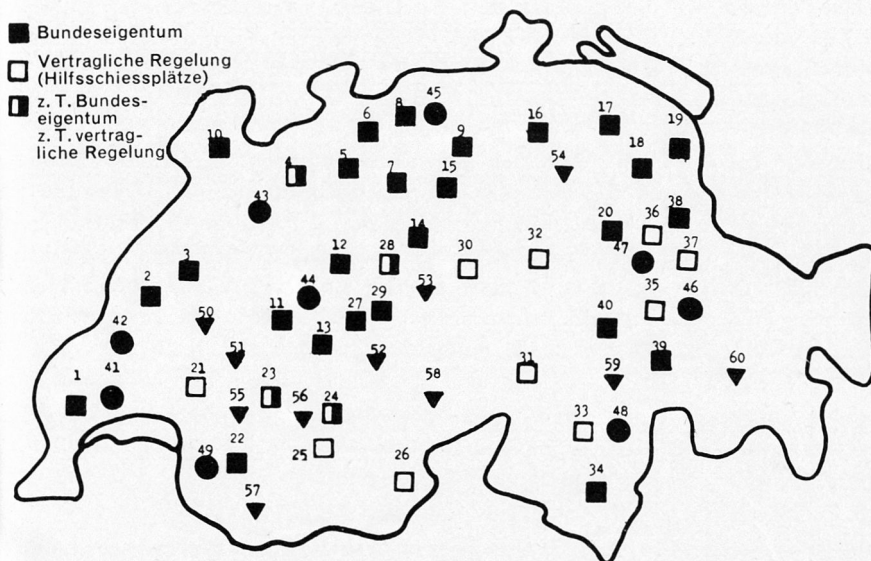 Bundeseigentum
Vertragliche Regelung
(Hilfsschiessplätze)
z. T. Bundes-
eigentum
z. T. vertrag-
liche Regelung
8 45
6 16 17 19
10 9 54
4 5 7 15 18
43
14 20 36 38
12 28 30 32 47 37
3
2 44 53 35 46
50 11 27 29 40
42 13
51 52 39
1 41 21 23 31 59 60
55 56 24 58
33 48
49 22 25 26
57 34